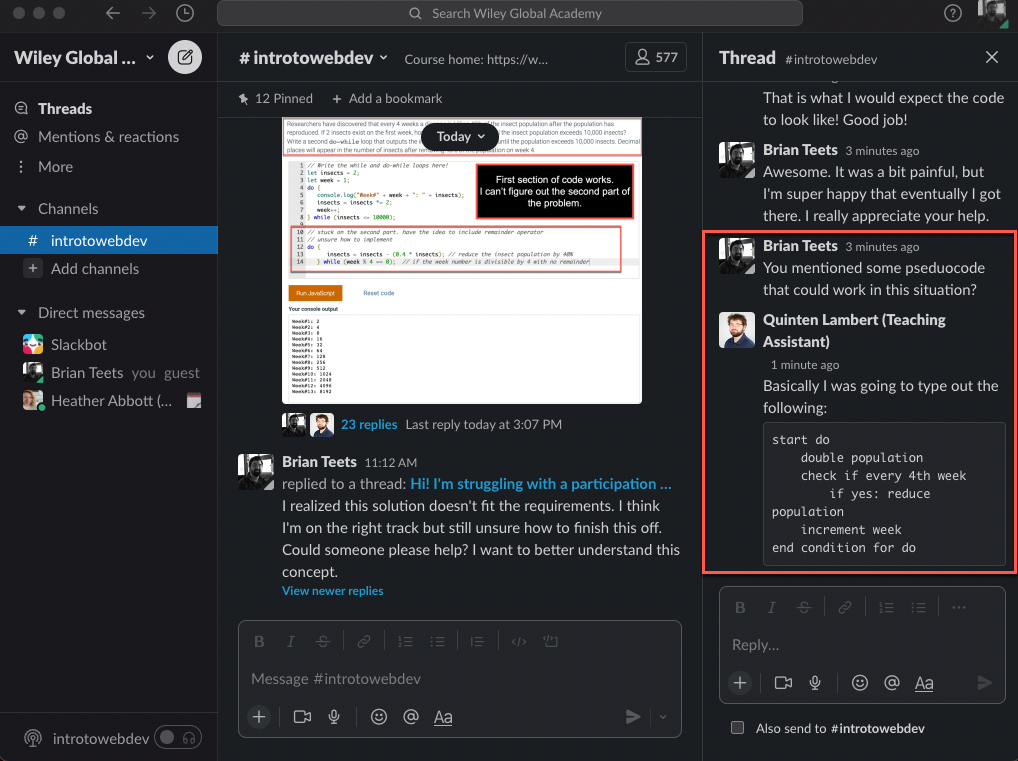 Search Wiley Global Academy
Wiley Global ...
Threads
Mentions & reactions
More
Channels
# introtowebdev
Add channels
Direct messages
Slackbot
Brian Teets you guest
Heather Abbott (...
introtowebdev
# introtowebdev
Course home: https://w...
577
12 Pinned
+ Add a bookmark
Today
Researchers have discovered that every 4 weeks a
of the insect population after the population has
reproduced. If 2 insects exist on the first week, ho
the insect population exceeds 10,000 insects?
Write a second do-while loop that outputs the
until the population exceeds 10,000 insects. Decimal
places will appear in the number of insects after
population on week 4.
1 // Write the while and do-while loops here!
2 let insects = 2;
3 let week = 1;
4 do {
5 console.log("Week#" + week + ": " + insects);
6 insects = insects *= 2;
7 week++;
8 } while (insects <= 10000);
9
10 // stuck on the second part. have the idea to include remainder operator
11 // unsure how to implement
12 do {
13 insects = insects - (0.4 * insects); // reduce the insect population by 40%
14 } while (week % 4 == 0); // if the week number is divisible by 4 with no remainder
First section of code works.
I can't figure out the second part of
the problem.
Run JavaScript
Reset code
Your console output
Week#1: 2
Week#2: 4
Week#3: 8
Week#4: 16
Week#5: 32
Week#6: 64
Week#7: 128
Week#8: 256
Week#9: 512
Week#10: 1024
Week#11: 2048
Week#12: 4096
Week#13: 8192
23 replies Last reply today at 3:07 PM
Brian Teets 11:12 AM
replied to a thread: Hi! I'm struggling with a participation ...
I realized this solution doesn't fit the requirements. I think
I'm on the right track but still unsure how to finish this off.
Could someone please help? I want to better understand this
concept.
View newer replies
B I S
Message #introtowebdev
+ @ Aa
Thread #introtowebdev
That is what I would expect the code
to look like! Good job!
Brian Teets 3 minutes ago
Awesome. It was a bit painful, but
I'm super happy that eventually I got
there. I really appreciate your help.
Brian Teets 3 minutes ago
You mentioned some pseduocode
that could work in this situation?
Quinten Lambert (Teaching
Assistant)
1 minute ago
Basically I was going to type out the
following:
start do
double population
check if every 4th week
if yes: reduce
population
increment week
end condition for do
B I S
Reply...
+ @ Aa
Also send to #introtowebdev